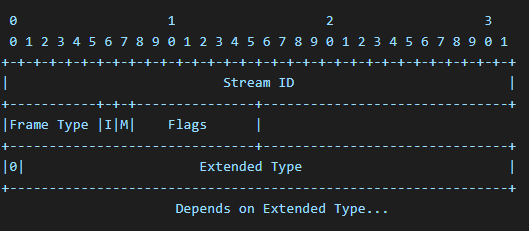 0                   1                   2                   3
 0 1 2 3 4 5 6 7 8 9 0 1 2 3 4 5 6 7 8 9 0 1 2 3 4 5 6 7 8 9 0 1
+-+-+-+-+-+-+-+-+-+-+-+-+-+-+-+-+-+-+-+-+-+-+-+-+-+-+-+-+-+-+-+-+
|                           Stream ID                           |
+-----------+-+-+---------------+-------------------------------+
|Frame Type |I|M|    Flags      |
+-------------------------------+-------------------------------+
|0|                      Extended Type                          |
+---------------------------------------------------------------+
                     Depends on Extended Type...